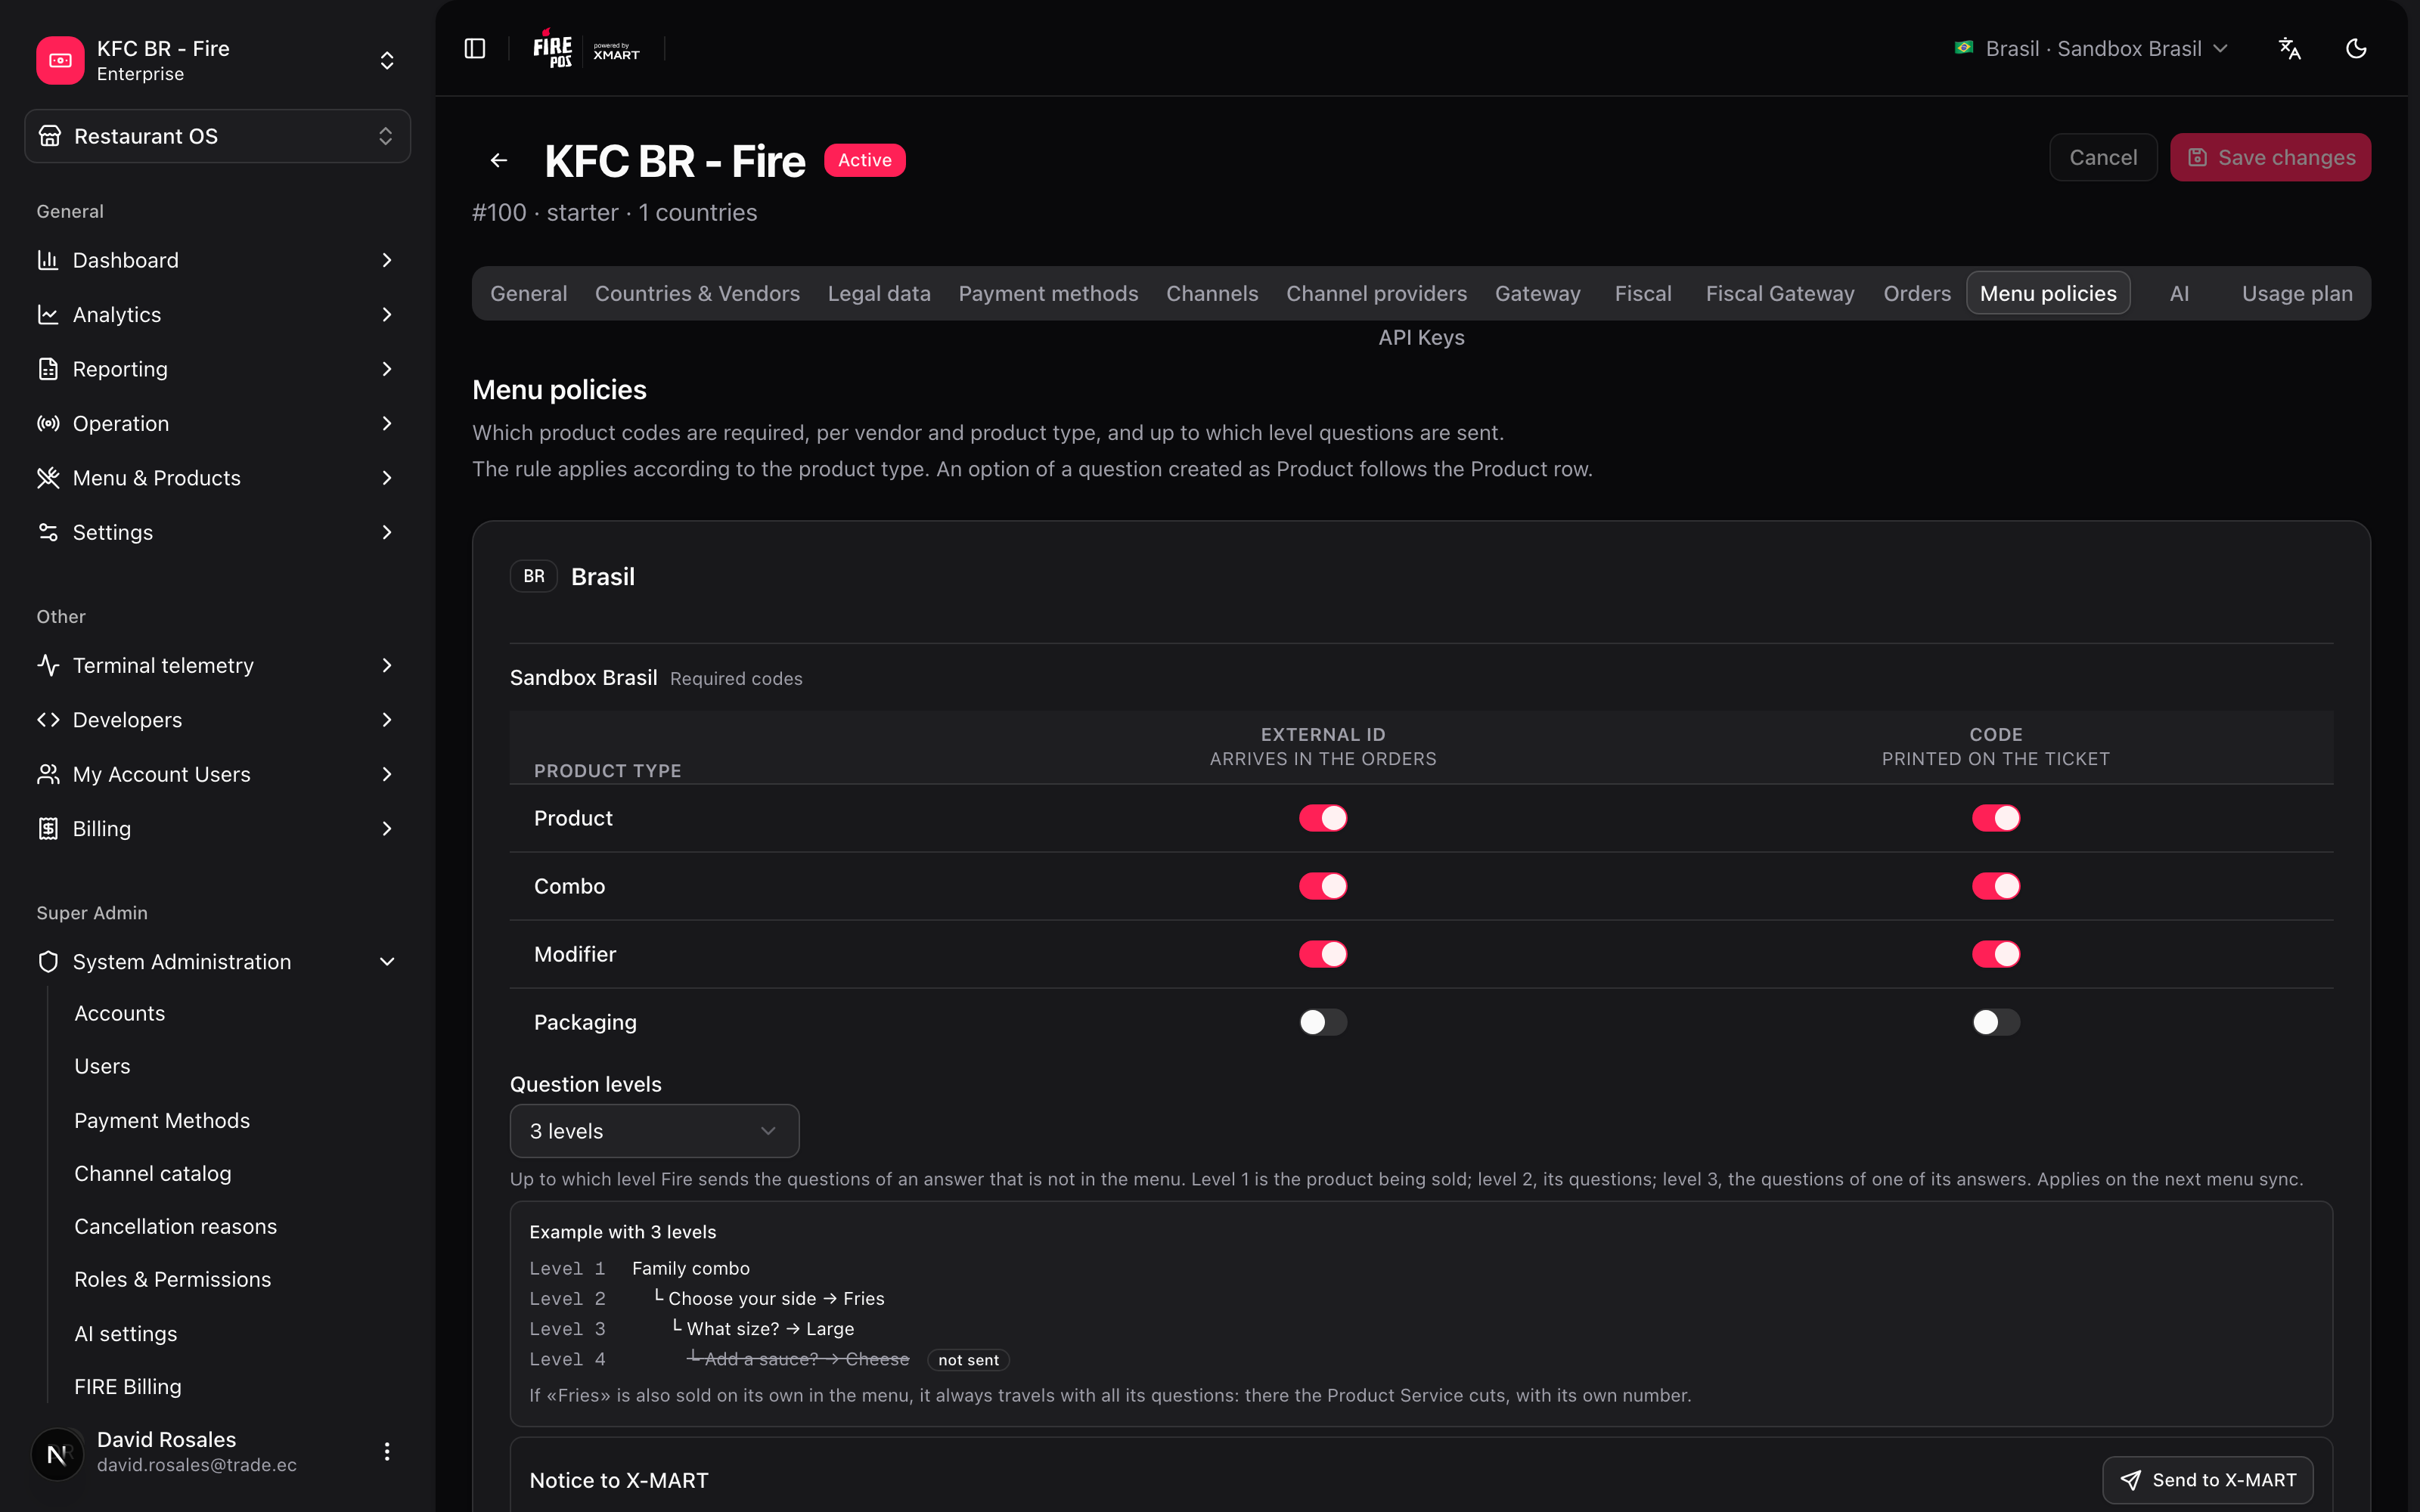 KFC BR - Fire
Enterprise
Restaurant OS
General
Dashboard
Analytics
Reporting
Operation
Menu & Products
Settings
Other
Terminal telemetry
Developers
My Account Users
Billing
Super Admin
System Administration
Accounts
Users
Payment Methods
Channel catalog
Cancellation reasons
Roles & Permissions
AI settings
FIRE Billing
N
David Rosales
david.rosales@trade.ec
FIRE POS
powered by
XMART
Brasil · Sandbox Brasil
KFC BR - Fire Active
Cancel Save changes
#100 · starter · 1 countries
General Countries & Vendors Legal data Payment methods Channels Channel providers Gateway Fiscal Fiscal Gateway Orders Menu policies AI Usage plan
API Keys
Menu policies
Which product codes are required, per vendor and product type, and up to which level questions are sent.
The rule applies according to the product type. An option of a question created as Product follows the Product row.
BR Brasil
Sandbox Brasil Required codes
EXTERNAL ID CODE
ARRIVES IN THE ORDERS PRINTED ON THE TICKET
PRODUCT TYPE
Product
Combo
Modifier
Packaging
Question levels
3 levels
Up to which level Fire sends the questions of an answer that is not in the menu. Level 1 is the product being sold; level 2, its questions; level 3, the questions of one of its answers. Applies on the next menu sync.
Example with 3 levels
Level 1 Family combo
Level 2 └ Choose your side → Fries
Level 3 └ What size? → Large
Level 4 └ Add a sauce? → Cheese not sent
If «Fries» is also sold on its own in the menu, it always travels with all its questions: there the Product Service cuts, with its own number.
Notice to X-MART Send to X-MART